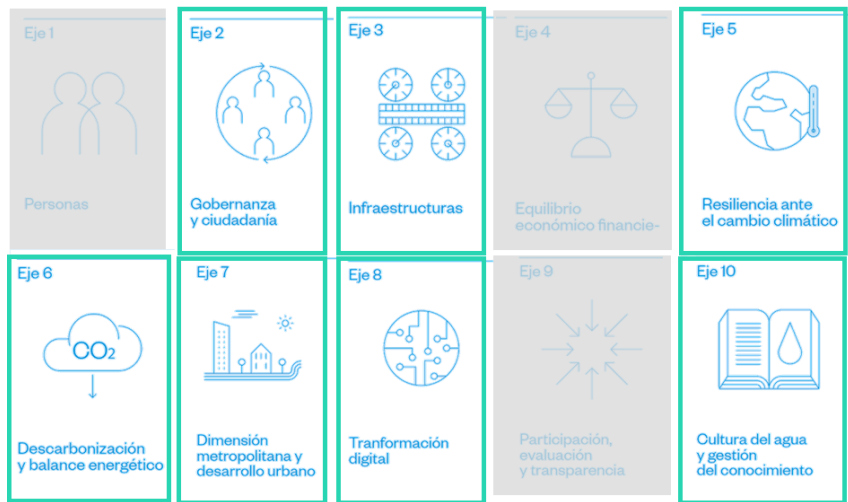 Eje 1
Personas
Eje 2
Gobernanza
y ciudadanía
Eje 3
Infraestructuras
Eje 4
Equilibrio
económico financie-
Eje 5
Resiliencia ante
el cambio climático
Eje 6
CO2
Descarbonización
y balance energético
Eje 7
Dimensión
metropolitana y
desarrollo urbano
Eje 8
Tranformación
digital
Eje 9
Participación,
evaluación
y transparencia
Eje 10
Cultura del agua
y gestión
del conocimiento